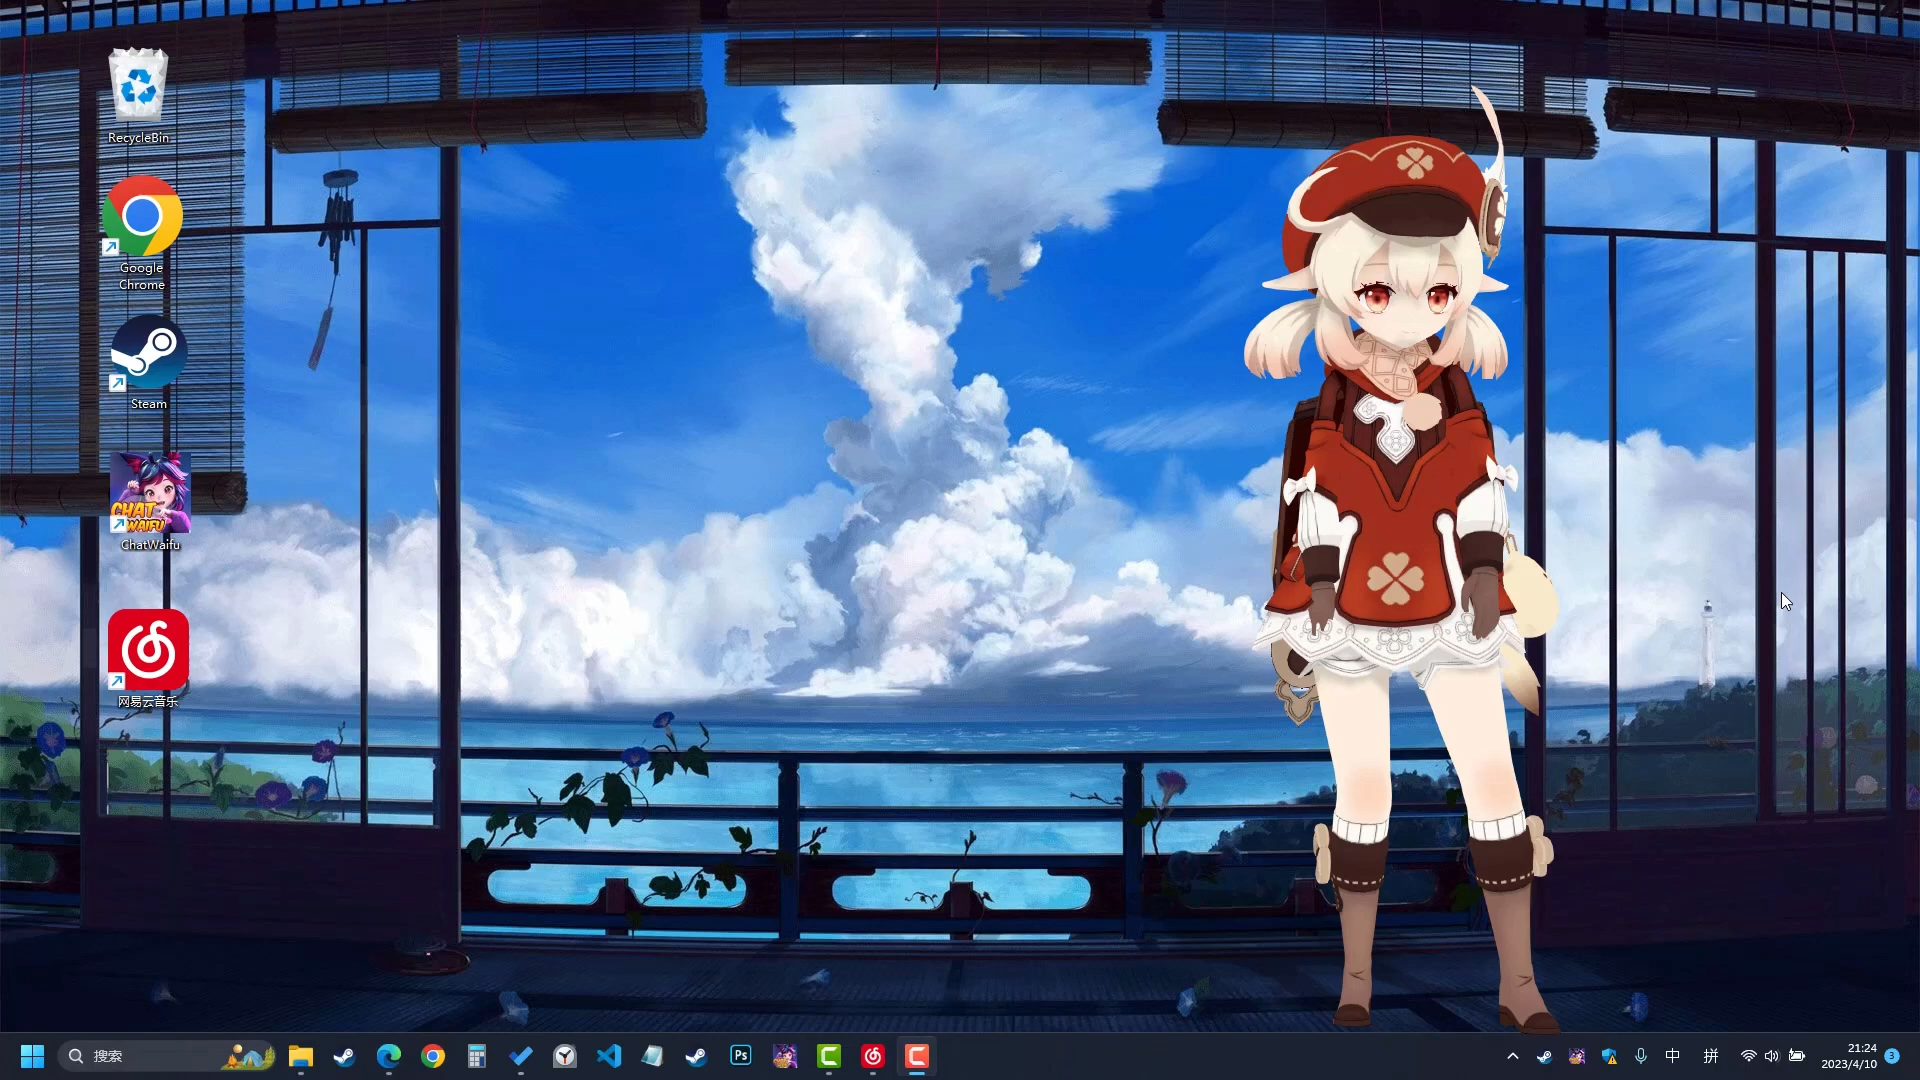 RecycleBin
Google
Chrome
Steam
CHAT
WAIFU
ChatWaifu
网易云音乐
搜索
Ps
中
拼
21:24
2023/4/10
3